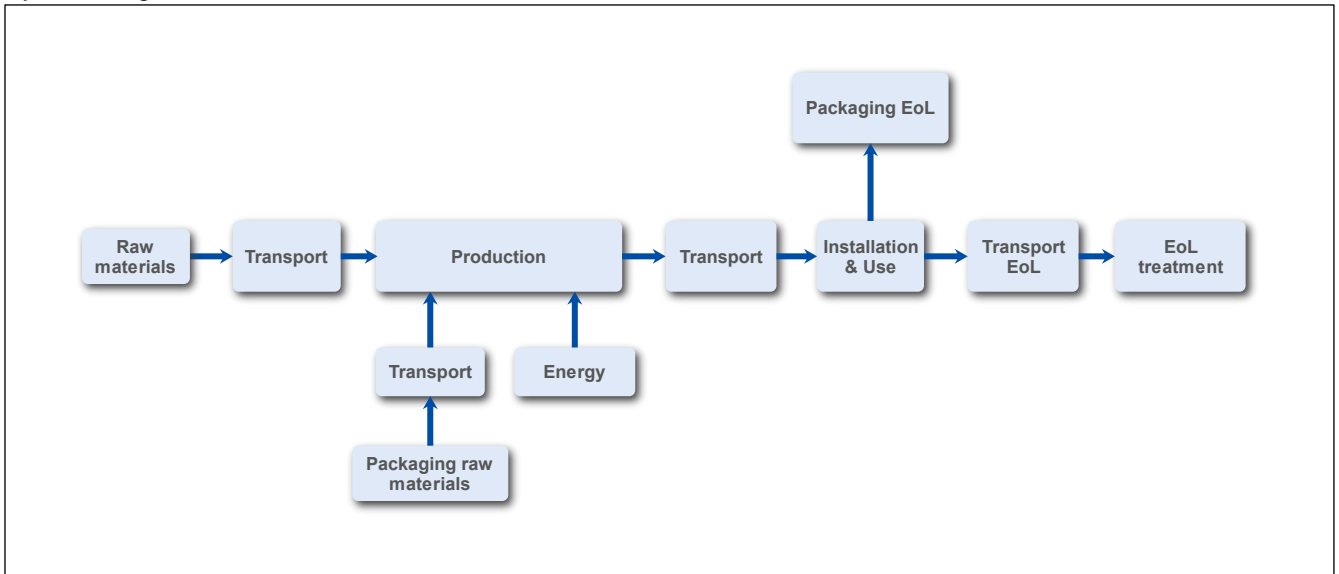 Packaging EoL
Raw
materials
Transport
Production
Transport
Installation
& Use
Transport
EoL
EoL
treatment
Transport
Energy
Packaging raw
materials